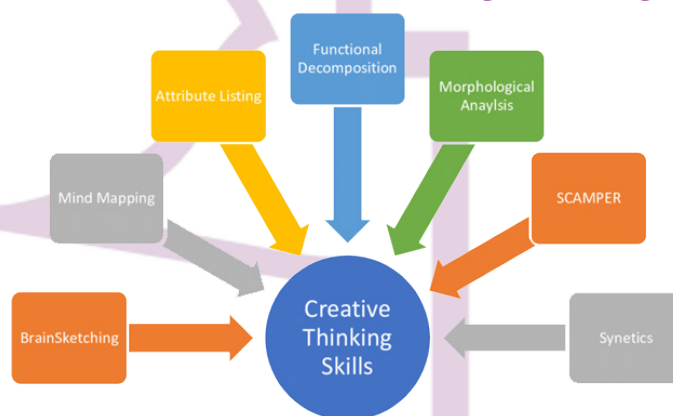 Functional
Decomposition
Attribute Listing
Morphological
Anaylsis
Mind Mapping
SCAMPER
Creative
Thinking
Skills
BrainSketching
Synetics